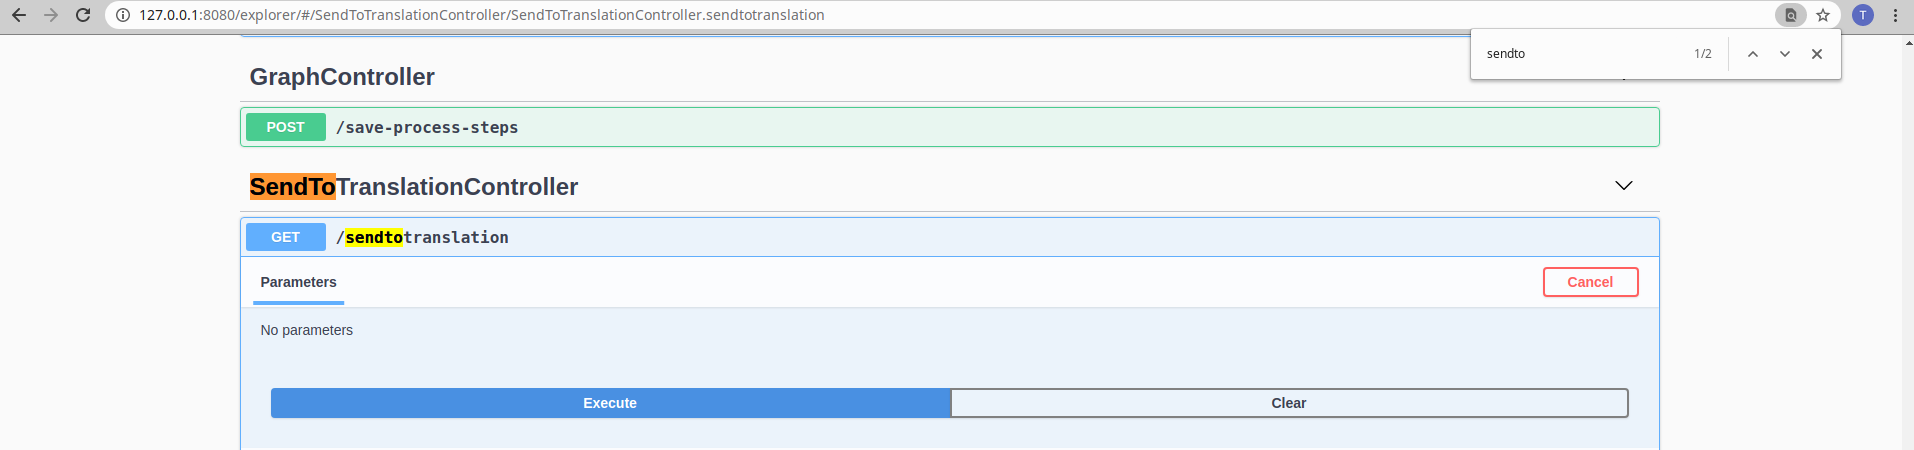 127.0.0.1:8080/explorer/#/SendToTranslationController/SendToTranslationController.sendtotranslation
T
sendto 1/2
GraphController
POST /save-process-steps
SendToTranslationController
GET /sendtotranslation
Parameters Cancel
No parameters
Execute Clear